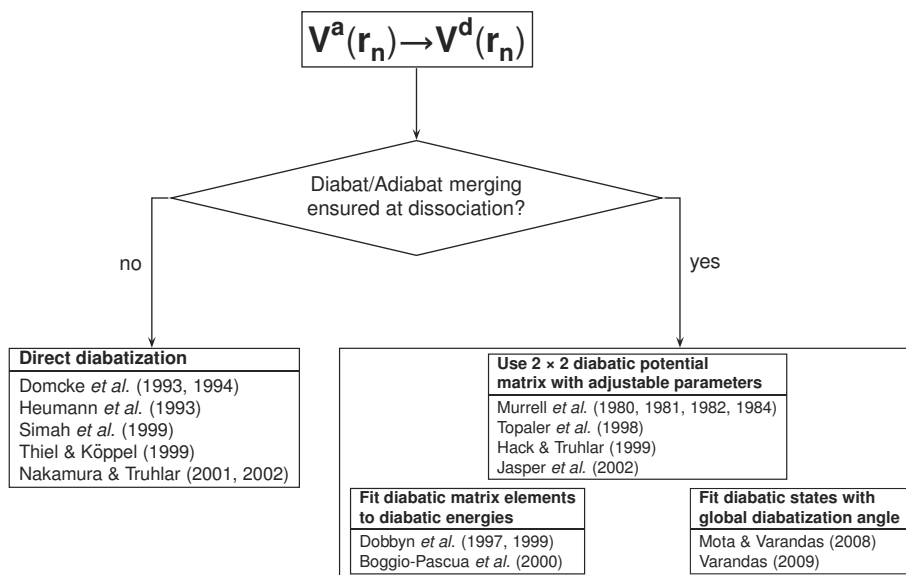 Vᵃ(rₙ)→Vᵈ(rₙ)
Diabat/Adiabat merging
ensured at dissociation?
no
yes
Direct diabatization
Domcke et al. (1993, 1994)
Heumann et al. (1993)
Simah et al. (1999)
Thiel & Köppel (1999)
Nakamura & Truhlar (2001, 2002)
Use 2 × 2 diabatic potential
matrix with adjustable parameters
Murrell et al. (1980, 1981, 1982, 1984)
Topaler et al. (1998)
Hack & Truhlar (1999)
Jasper et al. (2002)
Fit diabatic matrix elements
to diabatic energies
Dobbyn et al. (1997, 1999)
Boggio-Pascua et al. (2000)
Fit diabatic states with
global diabatization angle
Mota & Varandas (2008)
Varandas (2009)